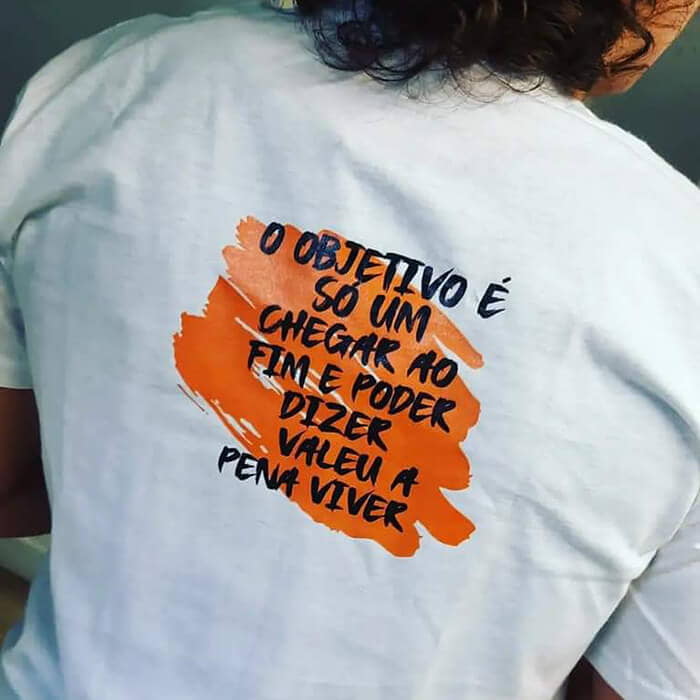 O OBJETIVO É
SÓ UM
CHEGAR AO
FIM E PODER
DIZER
VALEU A
PENA VIVER